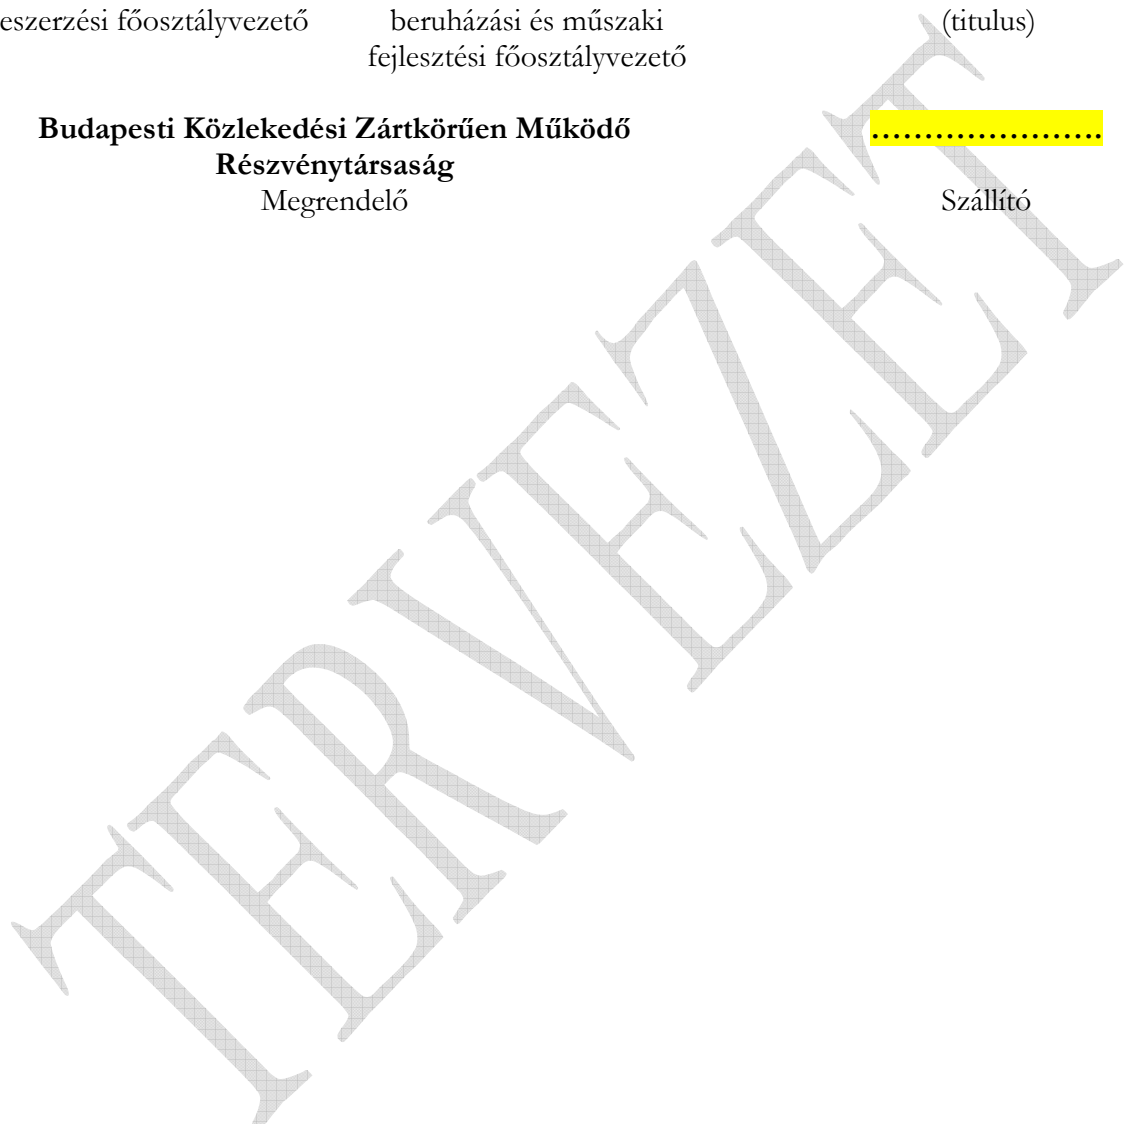 eszerzési főosztályvezető beruházási és műszaki (titulus)
fejlesztési főosztályvezető
Budapesti Közlekedési Zártkörűen Működő …………………….
Részvénytársaság
Megrendelő Szállító
TERVEZET